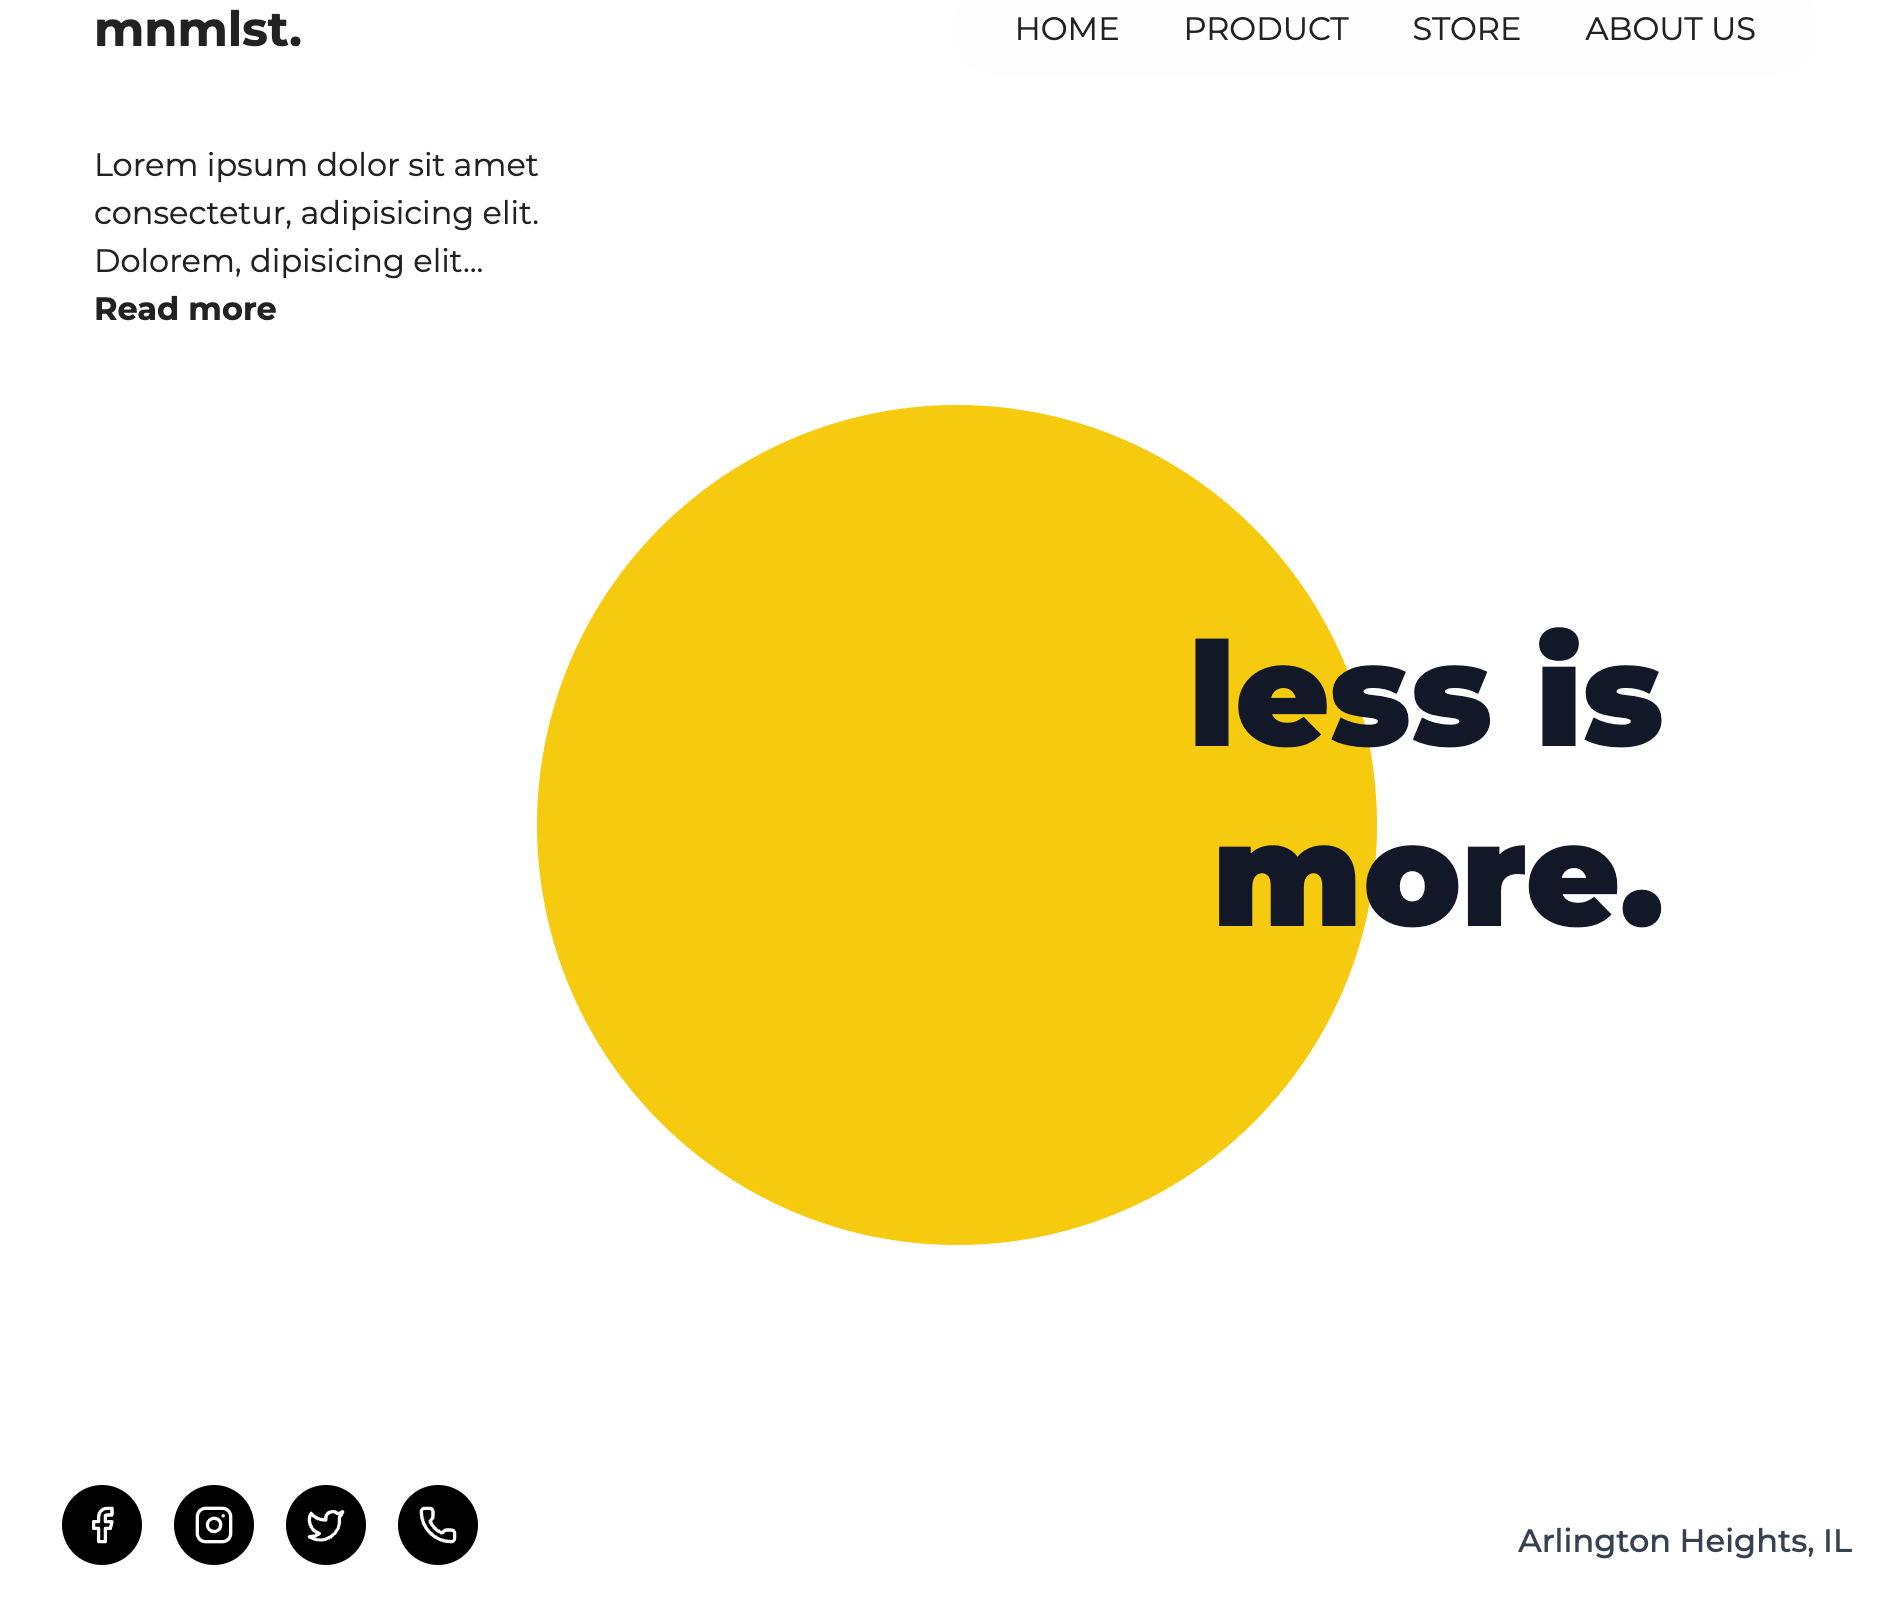 mnmlst.
HOME PRODUCT STORE ABOUT US
Lorem ipsum dolor sit amet
consectetur, adipisicing elit.
Dolorem, dipisicing elit...
Read more
less is
more.
Arlington Heights, IL